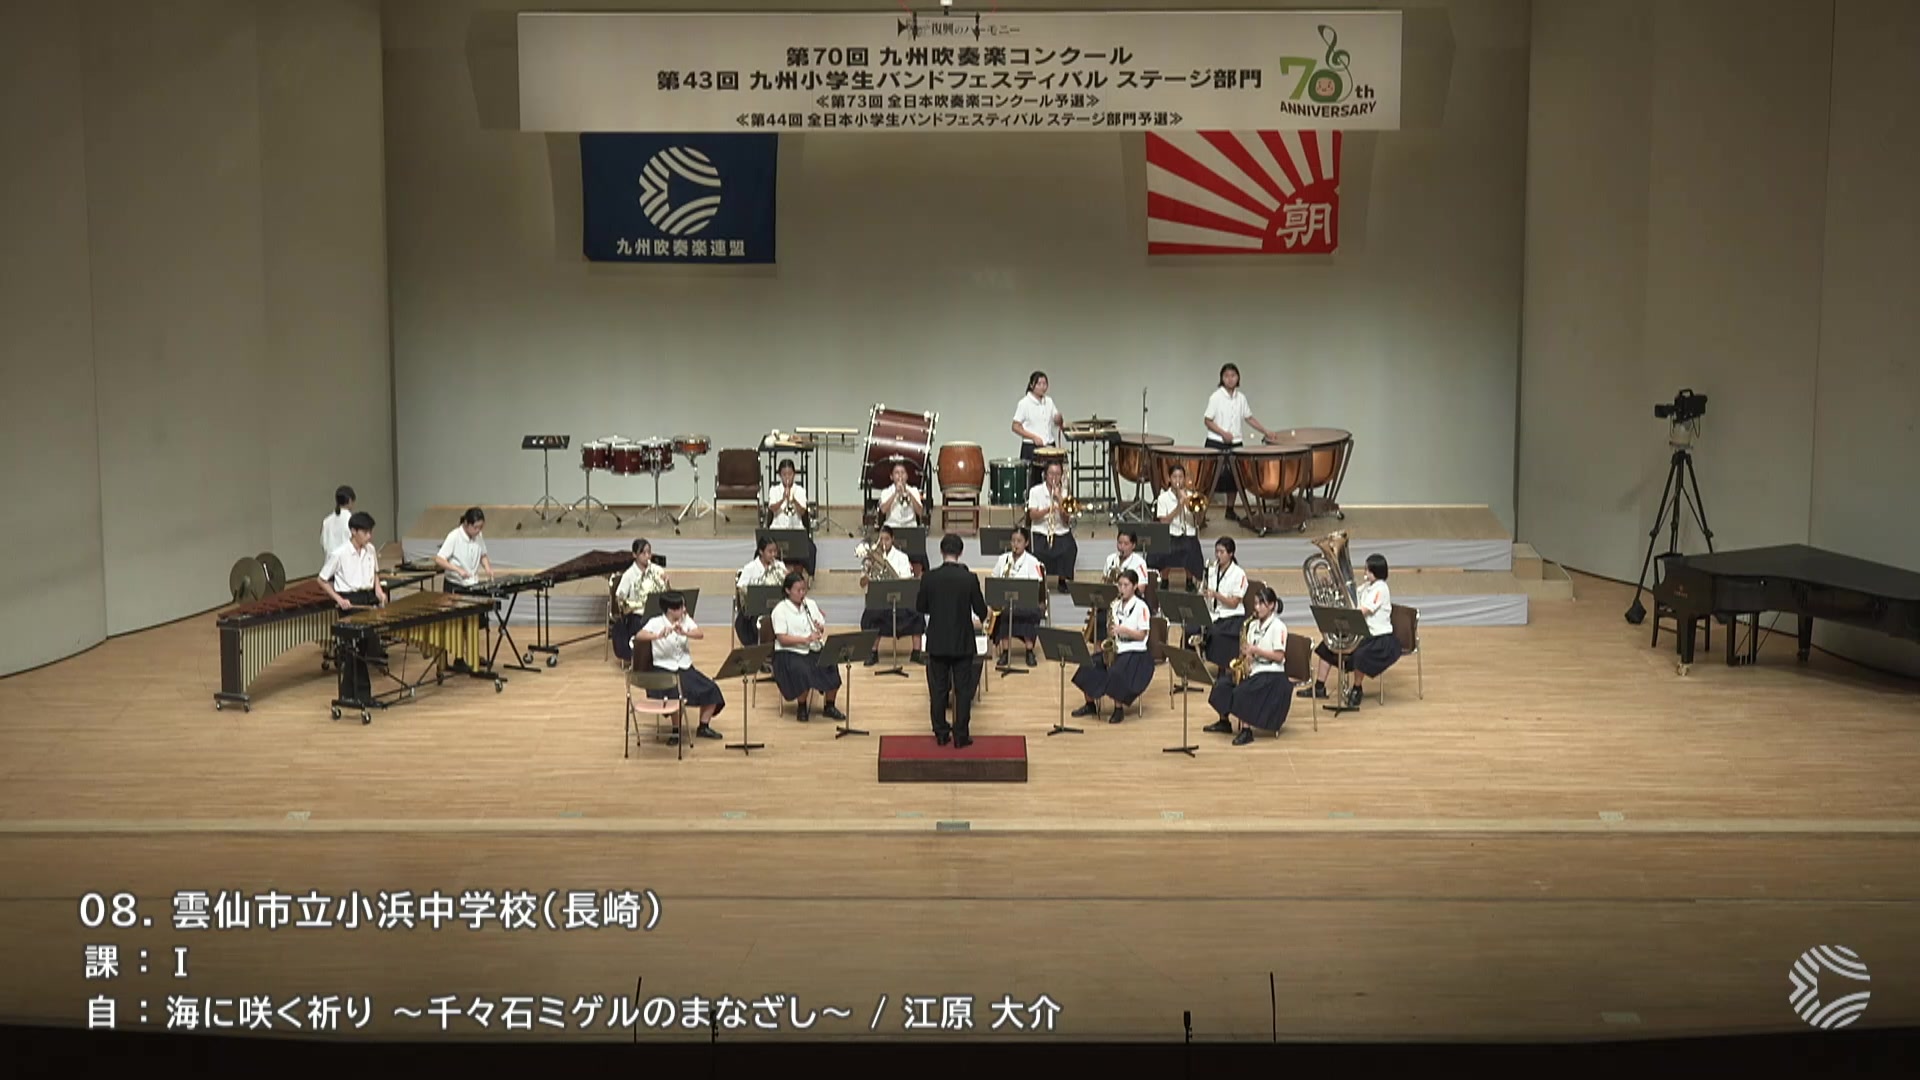 復興のハーモニー
第70回 九州吹奏楽コンクール
第43回 九州小学生バンドフェスティバル ステージ部門
≪第73回 全日本吹奏楽コンクール予選≫
≪第44回 全日本小学生バンドフェスティバル ステージ部門予選≫
70th
ANNIVERSARY
九州吹奏楽連盟
朝
08. 雲仙市立小浜中学校(長崎)
課 : Ⅰ
自 : 海に咲く祈り ～千々石ミゲルのまなざし～ / 江原 大介